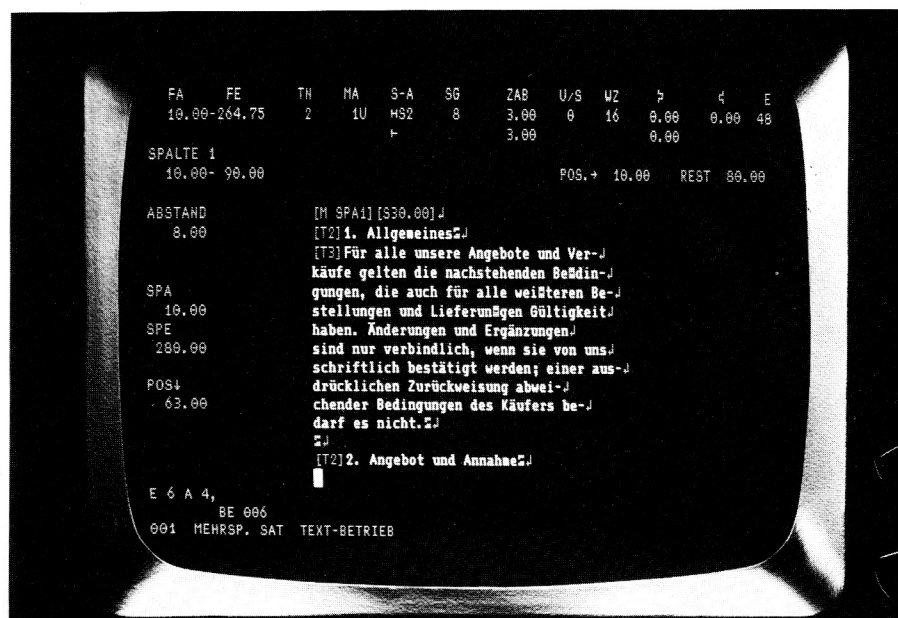 FA FE TN MA S-A SG ZAB U/S WZ E
10.00-264.75 2 1U HS2 8 3.00 0 16 0.00 0.00 48
⊢ 3.00 0.00
SPALTE 1
10.00- 90.00 POS.→ 10.00 REST 80.00
ABSTAND [M SPA1][S30.00]↲
8.00 [T2]1. Allgemeines↲
[T3]Für alle unsere Angebote und Ver-↲
käufe gelten die nachstehenden Bedin-↲
SPA gungen, die auch für alle weiteren Be-↲
10.00 stellungen und Lieferungen Gültigkeit↲
SPE haben. Änderungen und Ergänzungen↲
280.00 sind nur verbindlich, wenn sie von uns↲
schriftlich bestätigt werden; einer aus-↲
POS↓ drücklichen Zurückweisung abwei-↲
63.00 chender Bedingungen des Käufers be-↲
darf es nicht.↲
↲
[T2]2. Angebot und Annahme↲
E 6 A 4,
BE 006
001 MEHRSP. SAT TEXT-BETRIEB